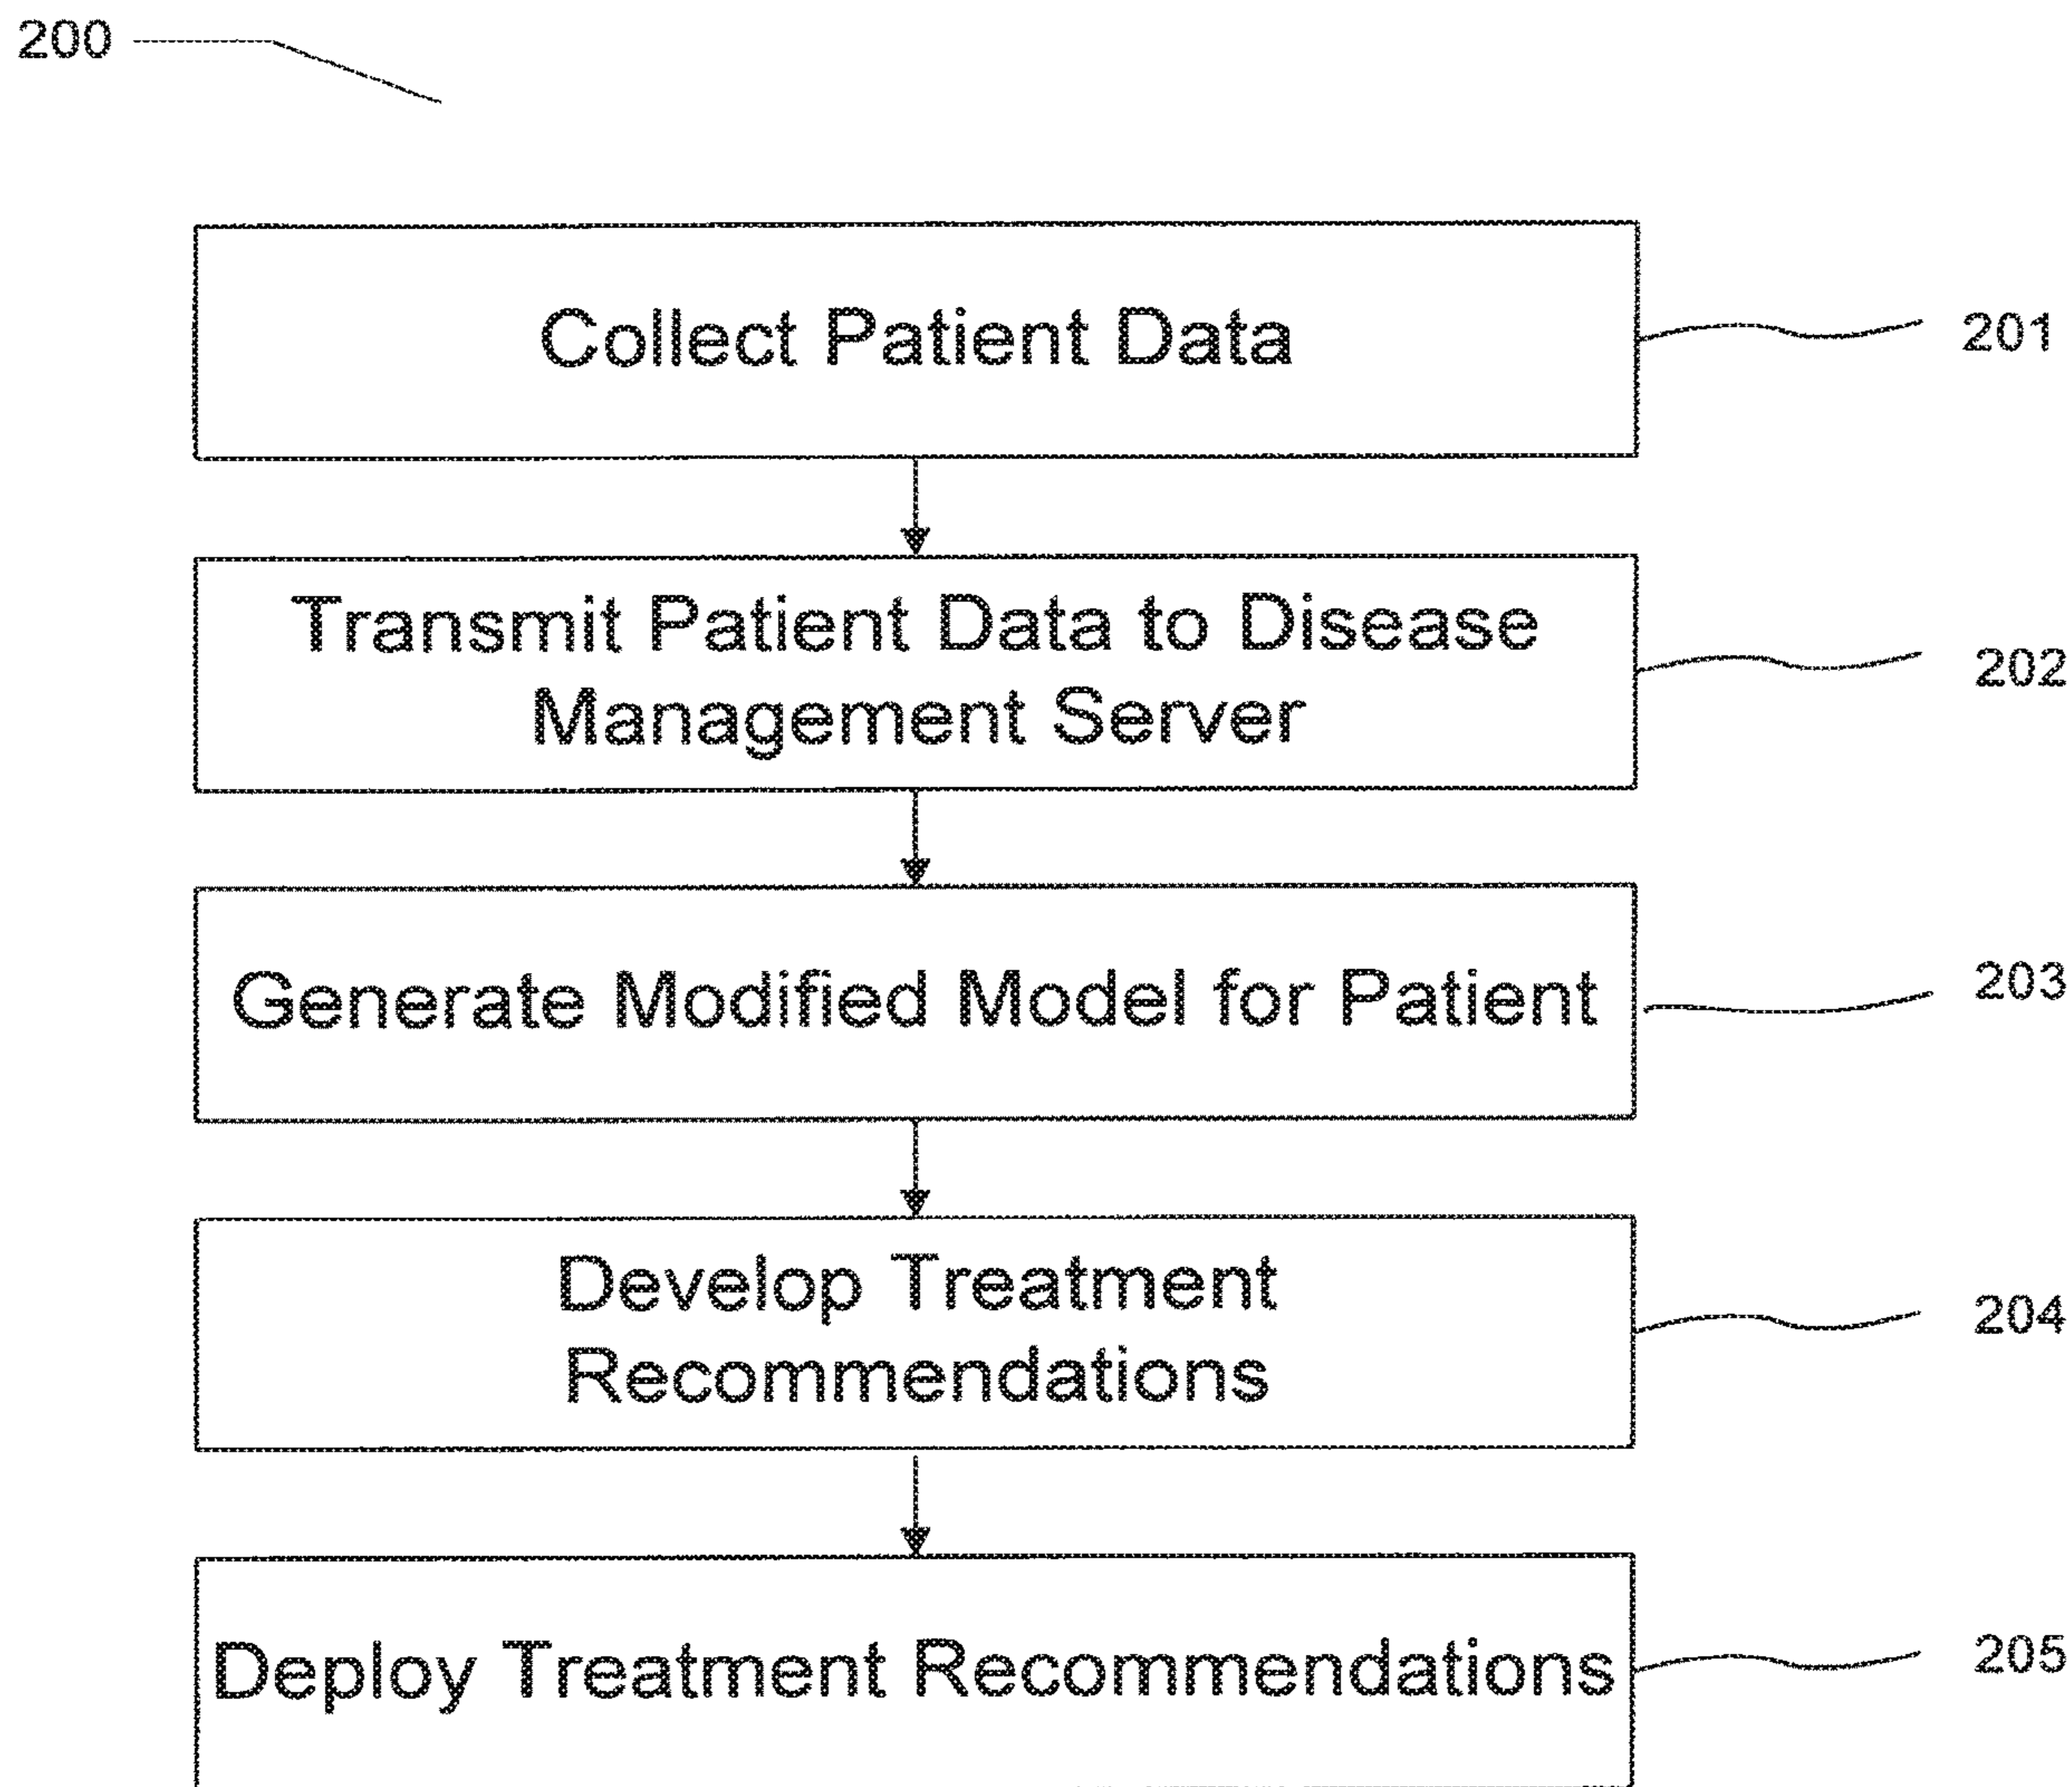 200
Collect Patient Data
201
Transmit Patient Data to Disease
Management Server
202
Generate Modified Model for Patient
203
Develop Treatment
Recommendations
204
Deploy Treatment Recommendations
205